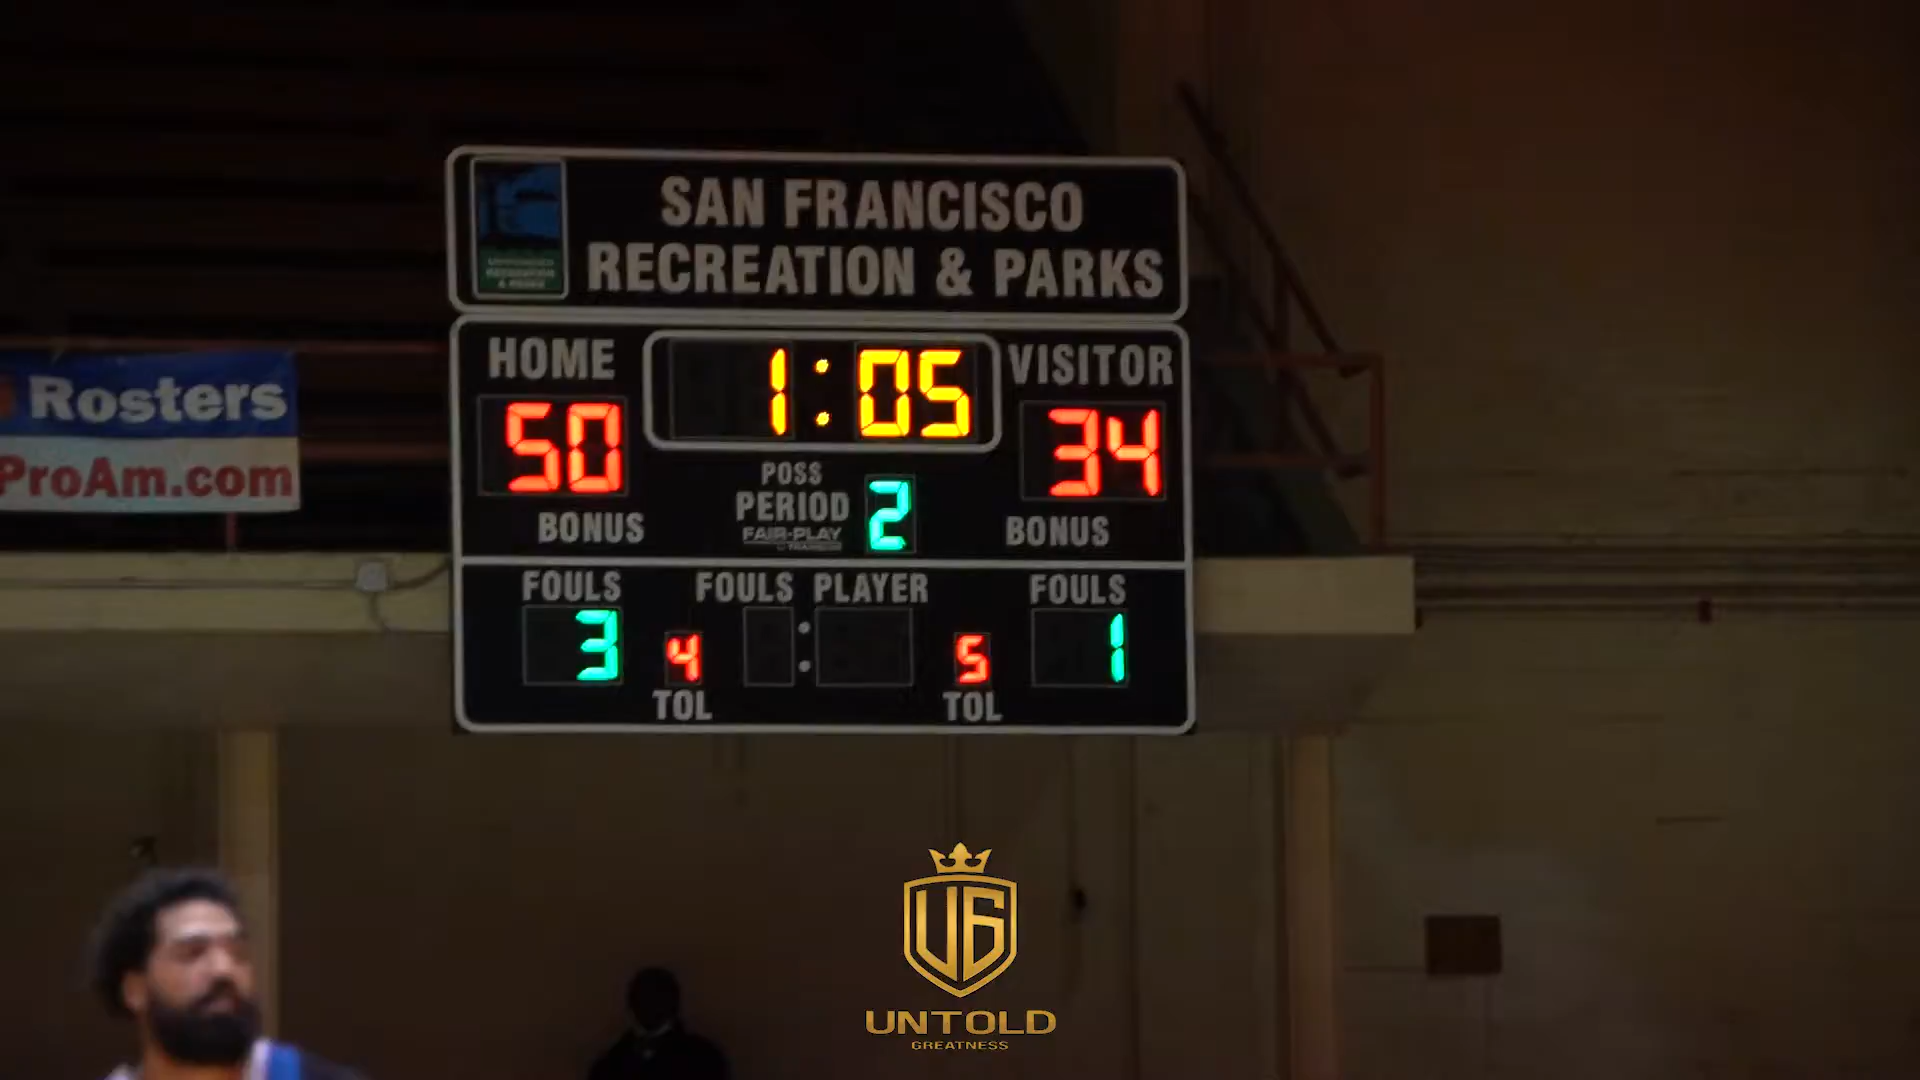 SAN FRANCISCO
RECREATION & PARKS
HOME
1:05
VISITOR
50
34
Rosters
ProAm.com
POSS
PERIOD
2
FAIR-PLAY
BONUS
BONUS
FOULS
FOULS PLAYER
FOULS
3
4
:
5
1
TOL
TOL
UG
UNTOLD
GREATNESS